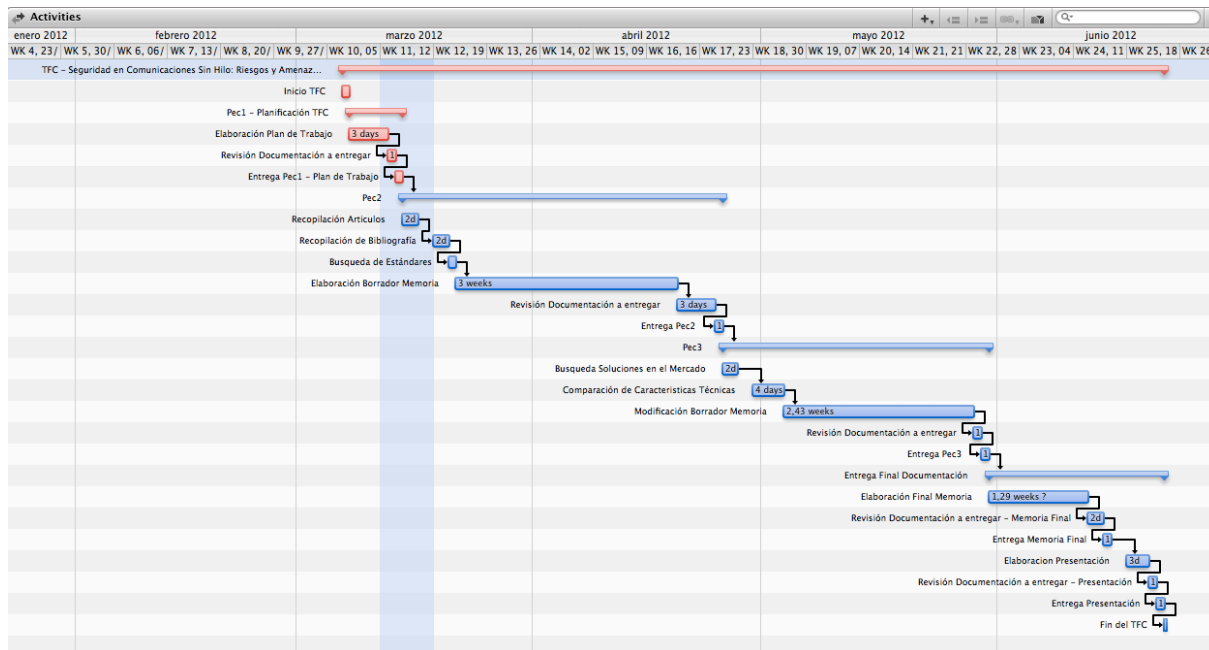 Activities
enero 2012 febrero 2012 marzo 2012 abril 2012 mayo 2012 junio 2012
WK 4, 23/ WK 5, 30/ WK 6, 06/ WK 7, 13/ WK 8, 20/ WK 9, 27/ WK 10, 05 WK 11, 12 WK 12, 19 WK 13, 26 WK 14, 02 WK 15, 09 WK 16, 16 WK 17, 23 WK 18, 30 WK 19, 07 WK 20, 14 WK 21, 21 WK 22, 28 WK 23, 04 WK 24, 11 WK 25, 18 WK 26
TFC – Seguridad en Comunicaciones Sin Hilo: Riesgos y Amenaz...
Inicio TFC
Pec1 – Planificación TFC
Elaboración Plan de Trabajo 3 days
Revisión Documentación a entregar 1
Entrega Pec1 – Plan de Trabajo
Pec2
Recopilación Articulos 2d
Recopilación de Bibliografía 2d
Busqueda de Estándares
Elaboración Borrador Memoria 3 weeks
Revisión Documentación a entregar 3 days
Entrega Pec2 1
Pec3
Busqueda Soluciones en el Mercado 2d
Comparación de Caracteristicas Técnicas 4 days
Modificación Borrador Memoria 2,43 weeks
Revisión Documentación a entregar 1
Entrega Pec3 1
Entrega Final Documentación
Elaboración Final Memoria 1,29 weeks ?
Revisión Documentación a entregar – Memoria Final 2d
Entrega Memoria Final 1
Elaboracion Presentación 3d
Revisión Documentación a entregar – Presentación 1
Entrega Presentación 1
Fin del TFC